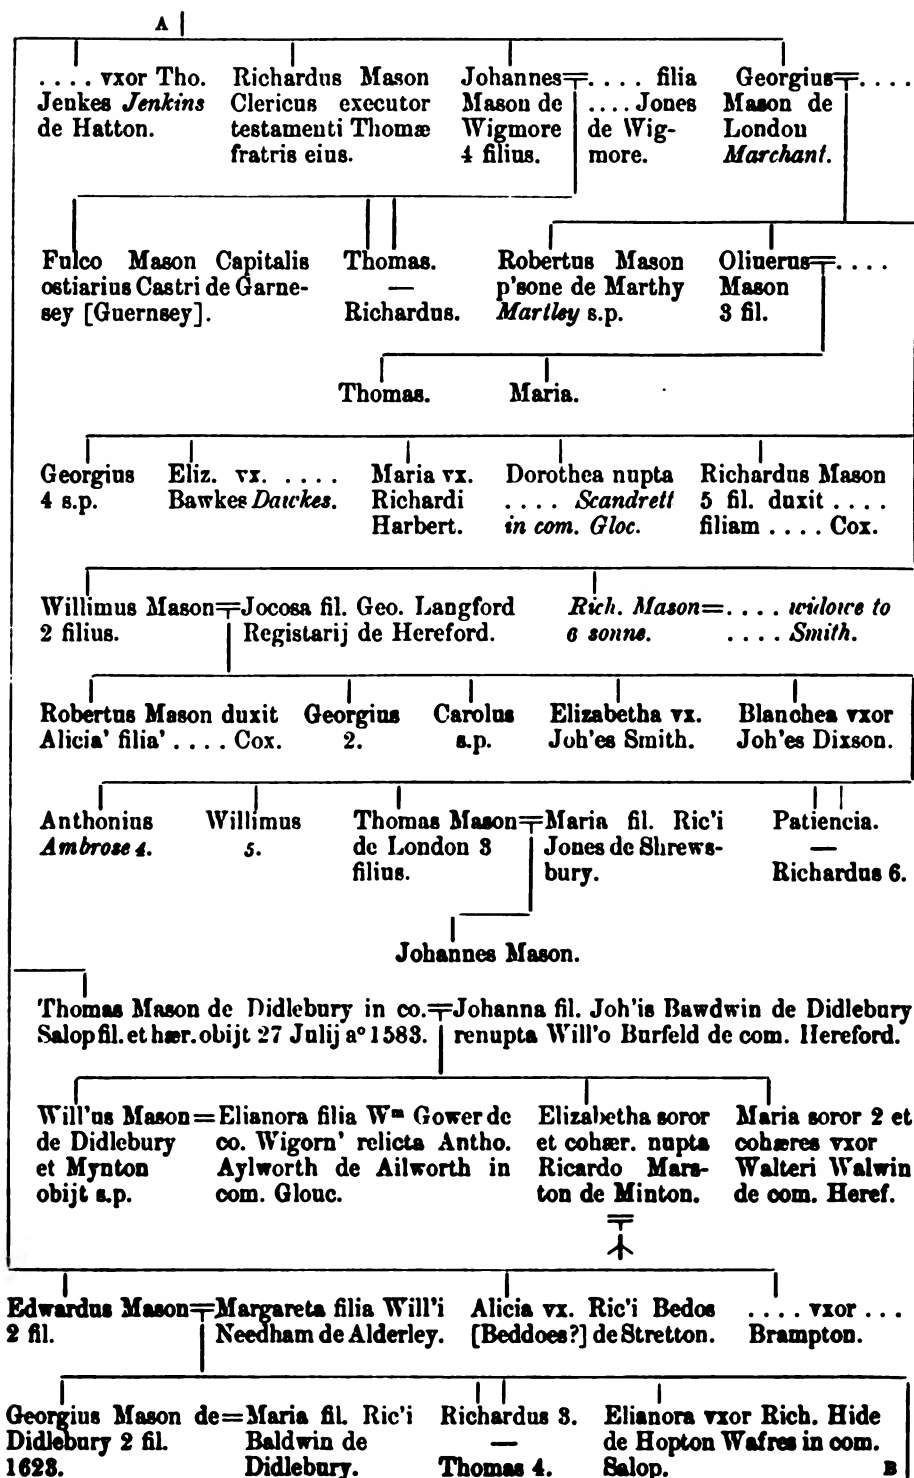 A
. . . . vxor Tho. Richardus Mason Johannes . . . . filia Georgius . . . .
Jenkes Jenkins Clericus executor Mason de . . . . Jones Mason de
de Hatton. testamenti Thomæ Wigmore de Wig- London
fratris eius. 4 filius. more. Marchant.
Fulco Mason Capitalis Thomas. Robertus Mason Oliuerus . . . .
ostiarius Castri de Garne- — p'sone de Marthy Mason
sey [Guernsey]. Richardus. Martley s.p. 3 fil.
Thomas. Maria.
Georgius Eliz. vx. . . . . Maria vx. Dorothea nupta Richardus Mason
4 s.p. Bawkes Dawkes. Richardi . . . . Scandrett 5 fil. duxit . . . .
Harbert. in com. Gloc. filiam . . . . Cox.
Willimus Mason=Jocosa fil. Geo. Langford Rich. Mason=. . . . widowe to
2 filius. Registarij de Hereford. 6 sonne. . . . . Smith.
Robertus Mason duxit Georgius Carolus Elizabetha vx. Blanchea vxor
Alicia' filia' . . . . Cox. 2. s.p. Joh'es Smith. Joh'es Dixson.
Anthonius Willimus Thomas Mason=Maria fil. Ric'i Patiencia.
Ambrose 4. 5. de London 3 Jones de Shrews- —
filius. bury. Richardus 6.
Johannes Mason.
Thomas Mason de Didlebury in co.=Johanna fil. Joh'is Bawdwin de Didlebury
Salop fil. et hær. obijt 27 Julij aº 1583. renupta Will'o Burfeld de com. Hereford.
Will'us Mason=Elianora filia Wᵐ Gower de Elizabetha soror Maria soror 2 et
de Didlebury co. Wigorn' relicta Antho. et cohær. nupta cohæres vxor
et Mynton Aylworth de Ailworth in Ricardo Mars- Walteri Walwin
obijt s.p. com. Glouc. ton de Minton. de com. Heref.
Edwardus Mason=Margareta filia Will'i Alicia vx. Ric'i Bedos . . . . vxor . . .
2 fil. Needham de Alderley. [Beddoes?] de Stretton. Brampton.
Georgius Mason de=Maria fil. Ric'i Richardus 3. Elianora vxor Rich. Hide
Didlebury 2 fil. Baldwin de — de Hopton Wafres in com.
1623. Didlebury. Thomas 4. Salop. B